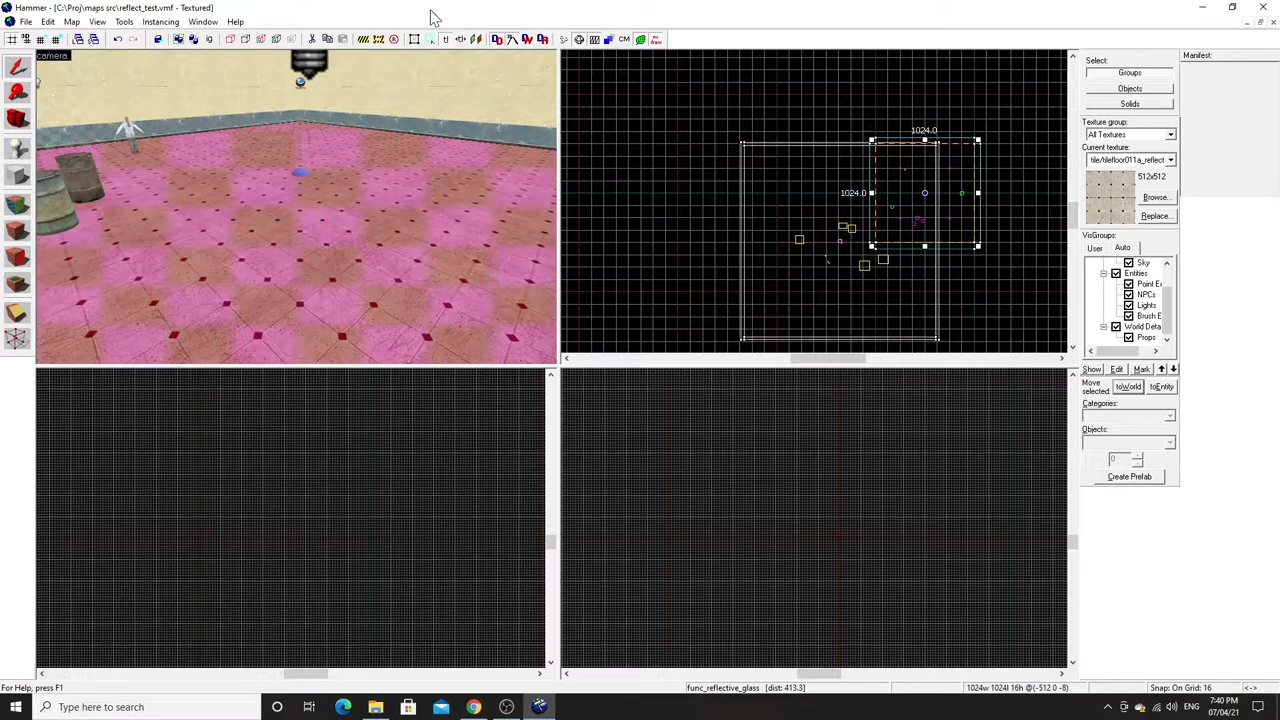 Hammer - [C:\Proj\maps src\reflect_test.vmf - Textured]
File Edit Map View Tools Instancing Window Help
tl
CM
camera
1024.0
1024.0
Select:
Groups
Objects
Solids
Texture group:
All Textures
Current texture:
tile/tilefloor011a_reflect
512x512
Browse...
Replace...
VisGroups:
User Auto
Sky
Entities
Point E
NPCs
Lights
Brush E
World Deta
Props
Show Edit Mark
Move selected: toWorld toEntity
Categories:
Objects:
0
Create Prefab
Manifest:
For Help, press F1
func_reflective_glass [dist: 413.3]
1024w 1024l 16h @(-512 0 -8)
Snap: On Grid: 16
<->
Type here to search
ENG
7:40 PM
07/04/21